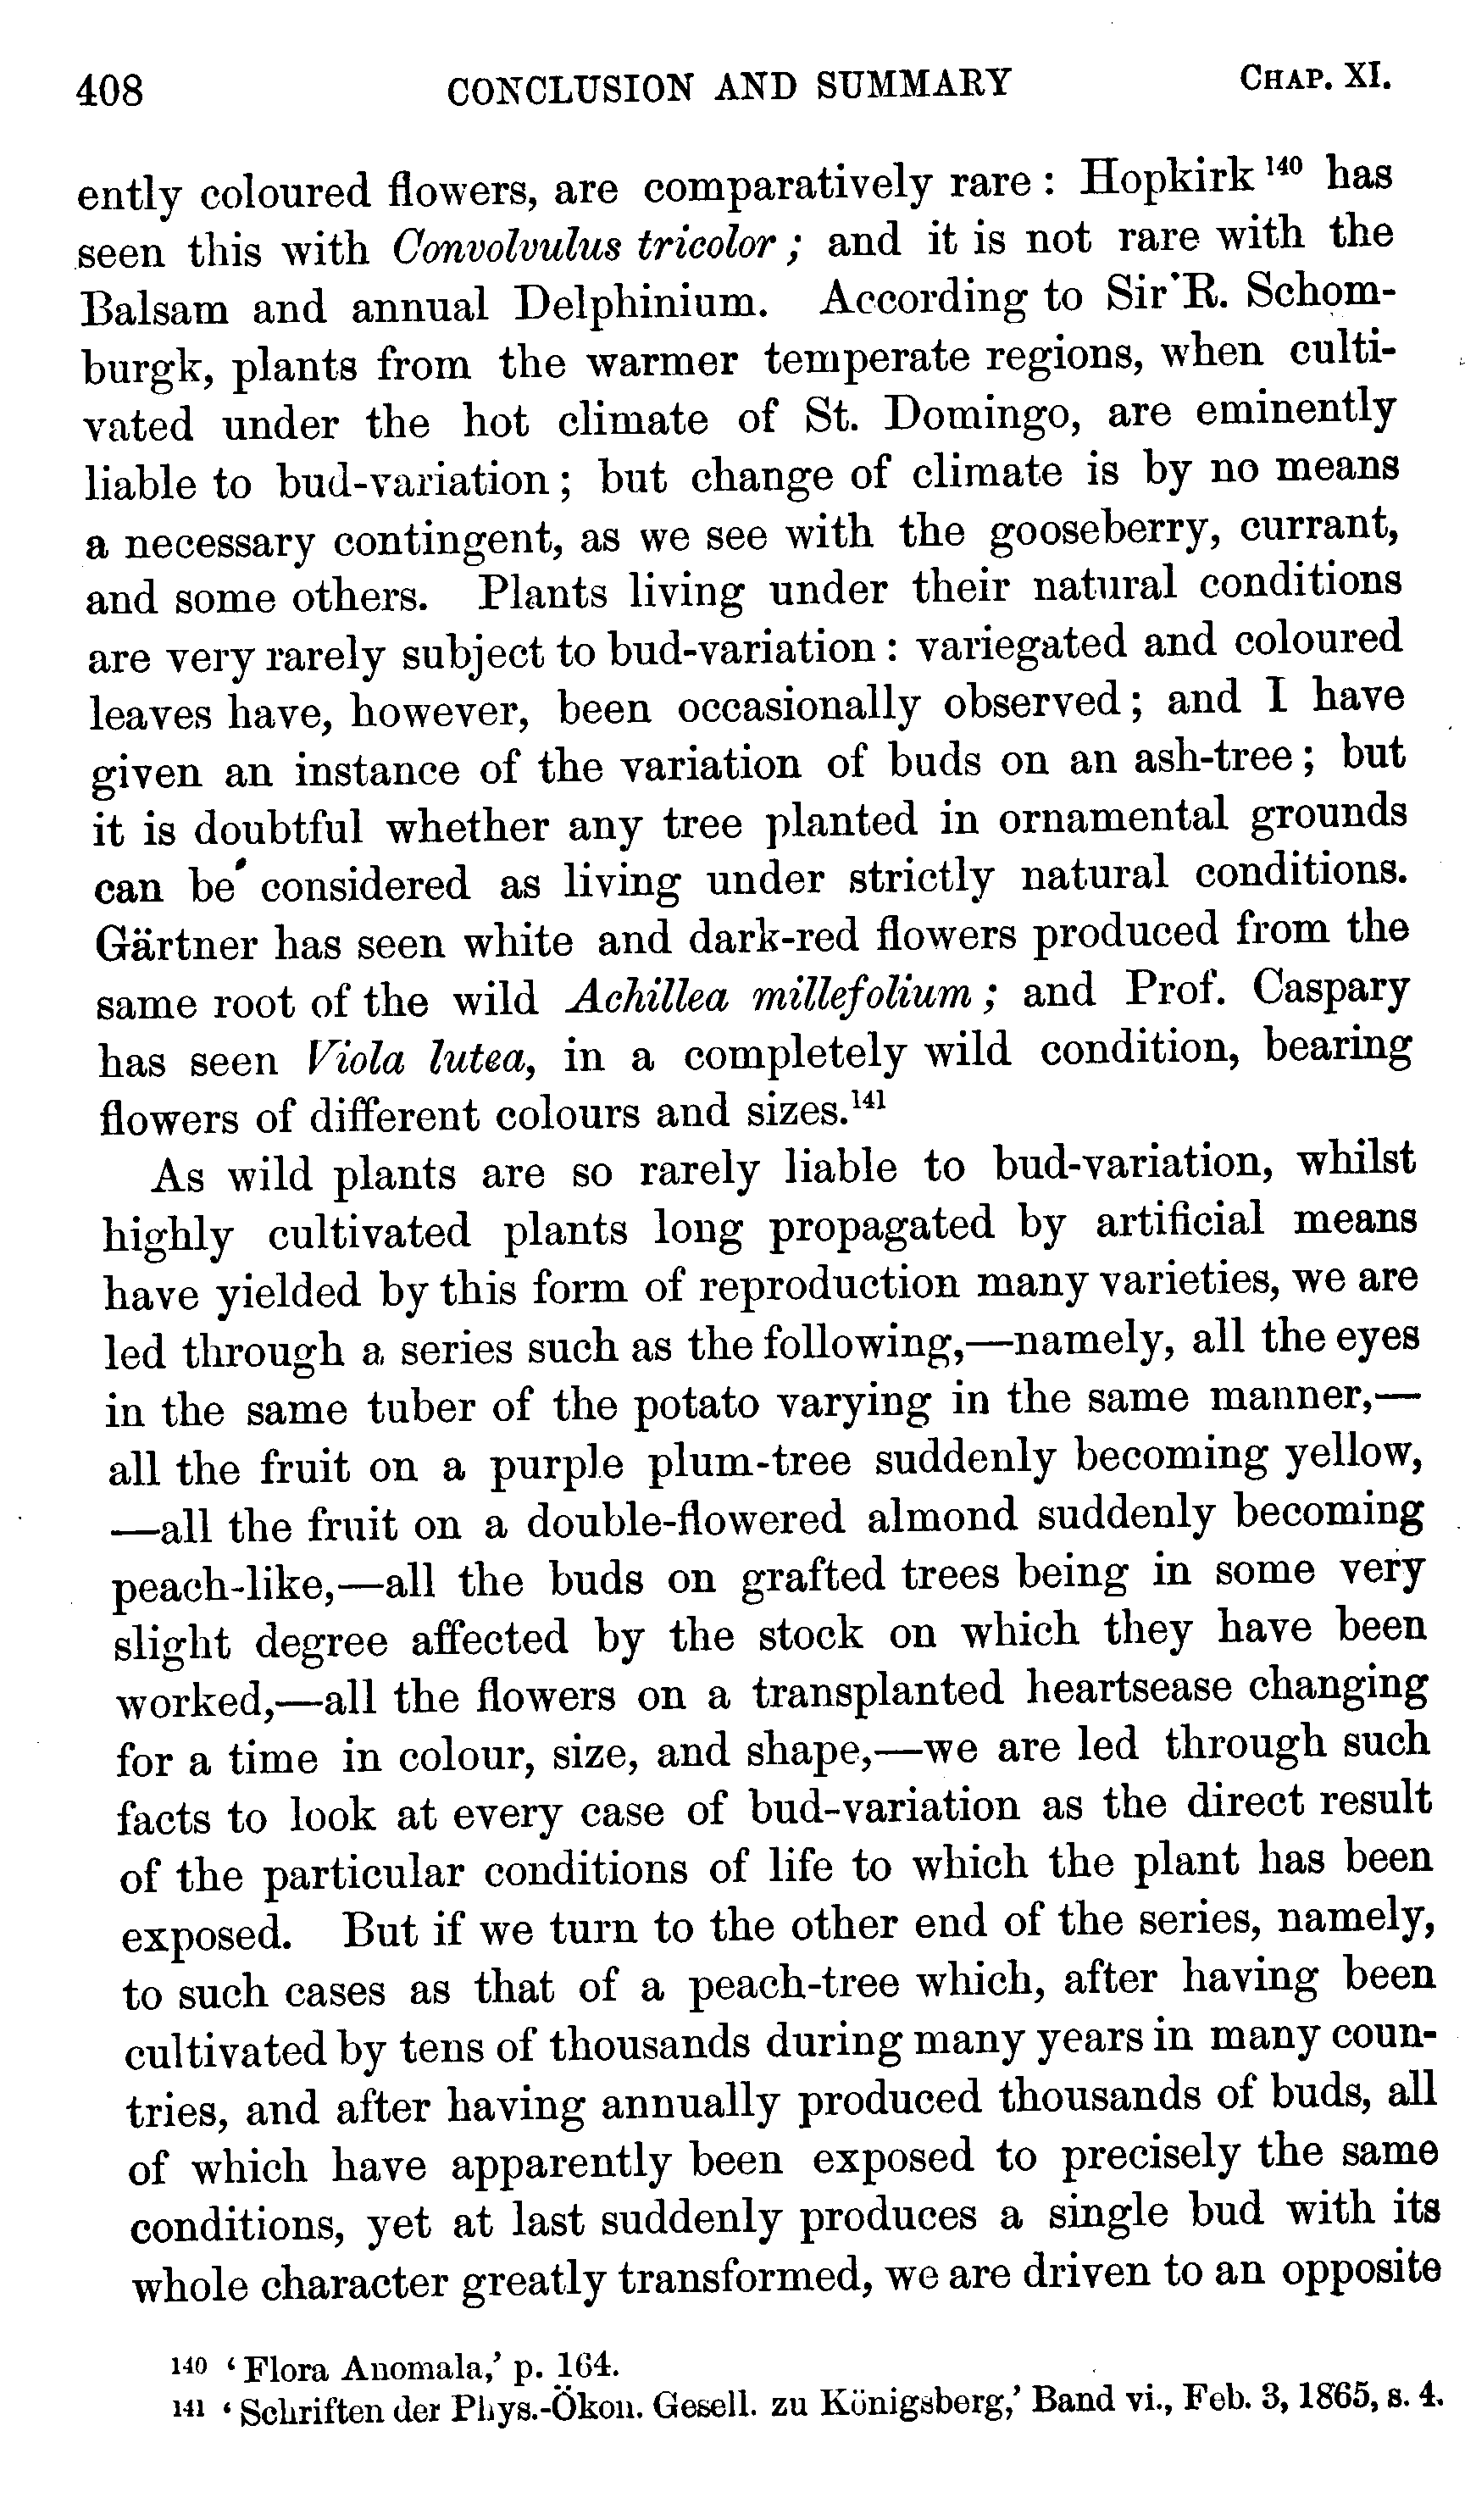 408 CONCLUSION AND SUMMARY CHAP. XI.
ently coloured flowers, are comparatively rare : Hopkirk 140 has
seen this with Convolvulus tricolor ; and it is not rare with the
Balsam and annual Delphinium. According to Sir R. Schom-
burgk, plants from the warmer temperate regions, when culti-
vated under the hot climate of St. Domingo, are eminently
liable to bud-variation ; but change of climate is by no means
a necessary contingent, as we see with the gooseberry, currant,
and some others. Plants living under their natural conditions
are very rarely subject to bud-variation : variegated and coloured
leaves have, however, been occasionally observed ; and I have
given an instance of the variation of buds on an ash-tree ; but
it is doubtful whether any tree planted in ornamental grounds
can be considered as living under strictly natural conditions.
Gärtner has seen white and dark-red flowers produced from the
same root of the wild Achillea millefolium ; and Prof. Caspary
has seen Viola lutea, in a completely wild condition, bearing
flowers of different colours and sizes.141
As wild plants are so rarely liable to bud-variation, whilst
highly cultivated plants long propagated by artificial means
have yielded by this form of reproduction many varieties, we are
led through a series such as the following,—namely, all the eyes
in the same tuber of the potato varying in the same manner,—
all the fruit on a purple plum-tree suddenly becoming yellow,
—all the fruit on a double-flowered almond suddenly becoming
peach-like,—all the buds on grafted trees being in some very
slight degree affected by the stock on which they have been
worked,—all the flowers on a transplanted heartsease changing
for a time in colour, size, and shape,—we are led through such
facts to look at every case of bud-variation as the direct result
of the particular conditions of life to which the plant has been
exposed. But if we turn to the other end of the series, namely,
to such cases as that of a peach-tree which, after having been
cultivated by tens of thousands during many years in many coun-
tries, and after having annually produced thousands of buds, all
of which have apparently been exposed to precisely the same
conditions, yet at last suddenly produces a single bud with its
whole character greatly transformed, we are driven to an opposite
140 ‘ Flora Anomala,’ p. 164.
141 ‘ Schriften der Phys.-Ökon. Gesell. zu Königsberg,’ Band vi., Feb. 3, 1865, s. 4.